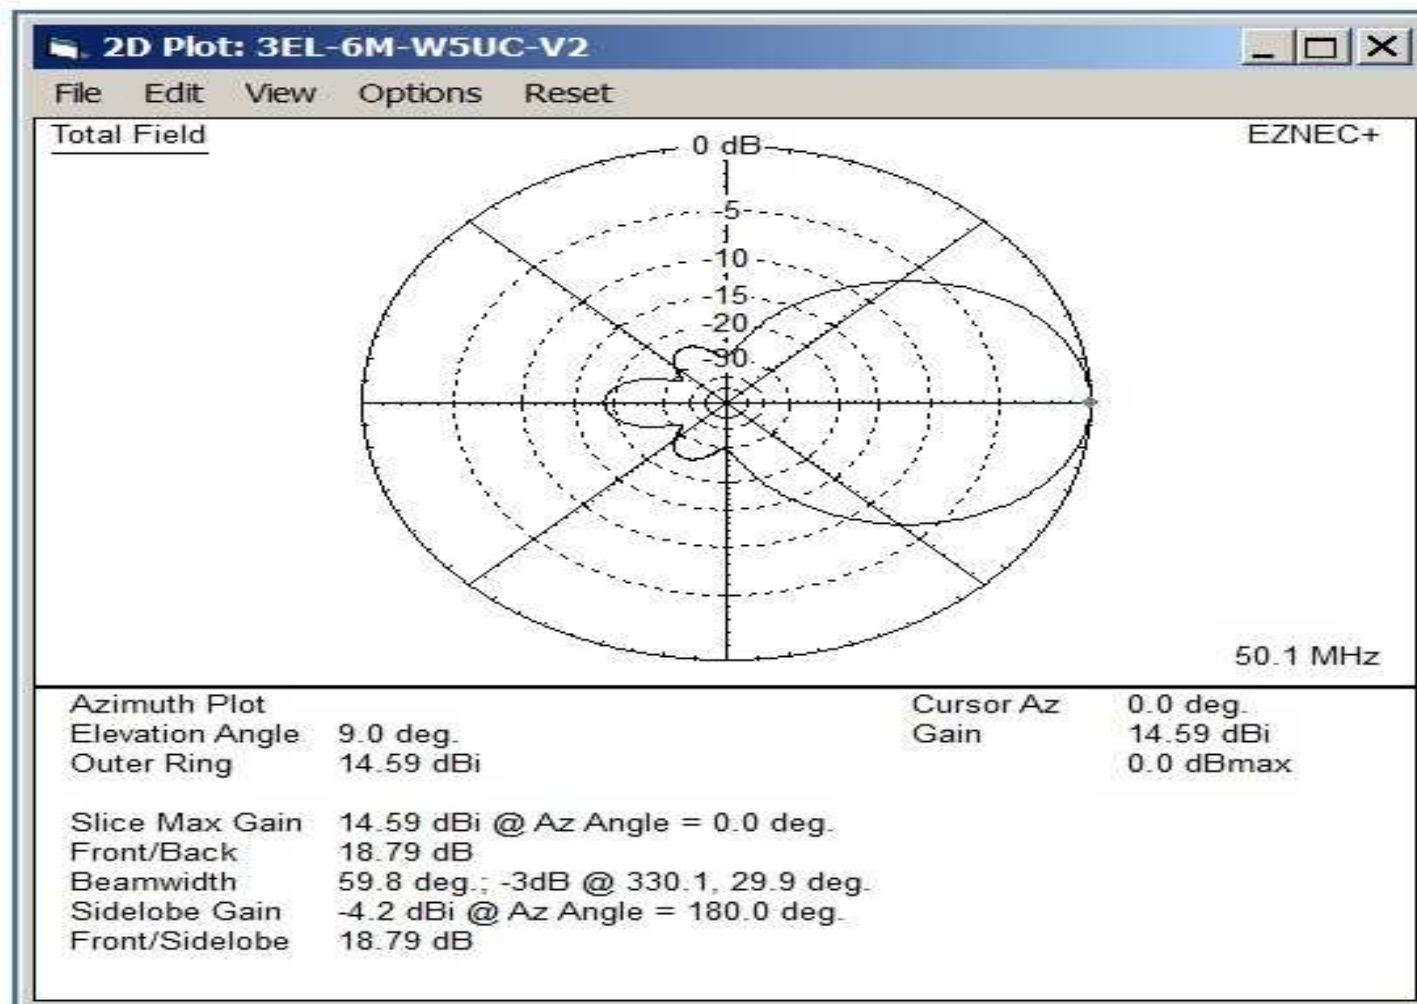 2D Plot: 3EL-6M-W5UC-V2
File Edit View Options Reset
Total Field
EZNEC+
0 dB
-5
-10
-15
-20
-30
50.1 MHz
Azimuth Plot
Cursor Az 0.0 deg.
Elevation Angle 9.0 deg.
Gain 14.59 dBi
Outer Ring 14.59 dBi
0.0 dBmax
Slice Max Gain 14.59 dBi @ Az Angle = 0.0 deg.
Front/Back 18.79 dB
Beamwidth 59.8 deg.; -3dB @ 330.1, 29.9 deg.
Sidelobe Gain -4.2 dBi @ Az Angle = 180.0 deg.
Front/Sidelobe 18.79 dB